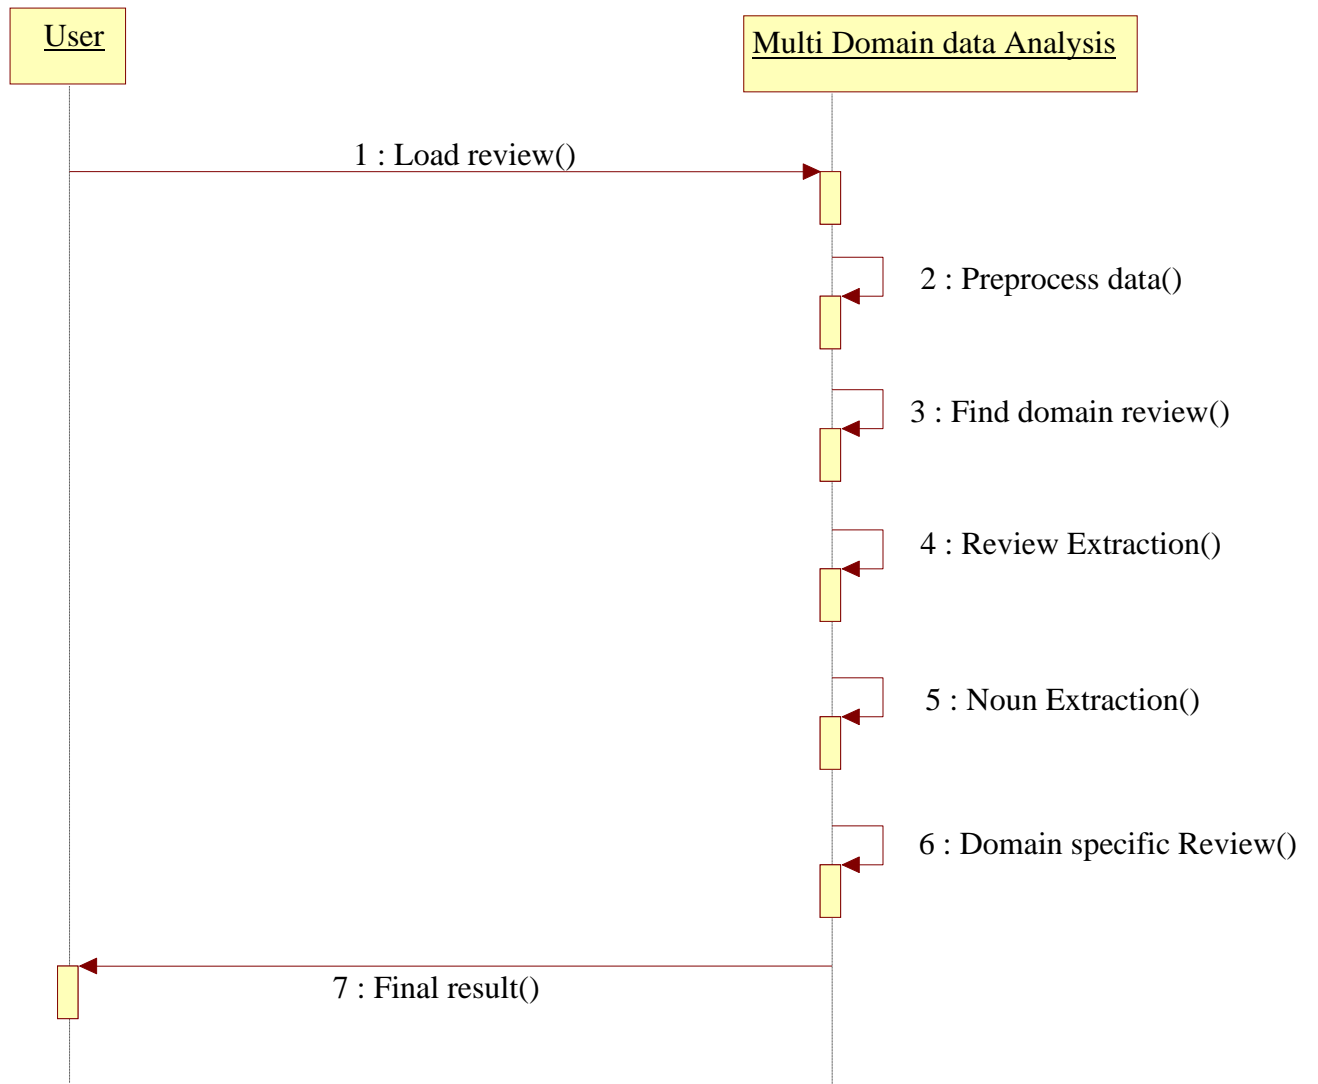 User
Multi Domain data Analysis
1 : Load review()
2 : Preprocess data()
3 : Find domain review()
4 : Review Extraction()
5 : Noun Extraction()
6 : Domain specific Review()
7 : Final result()